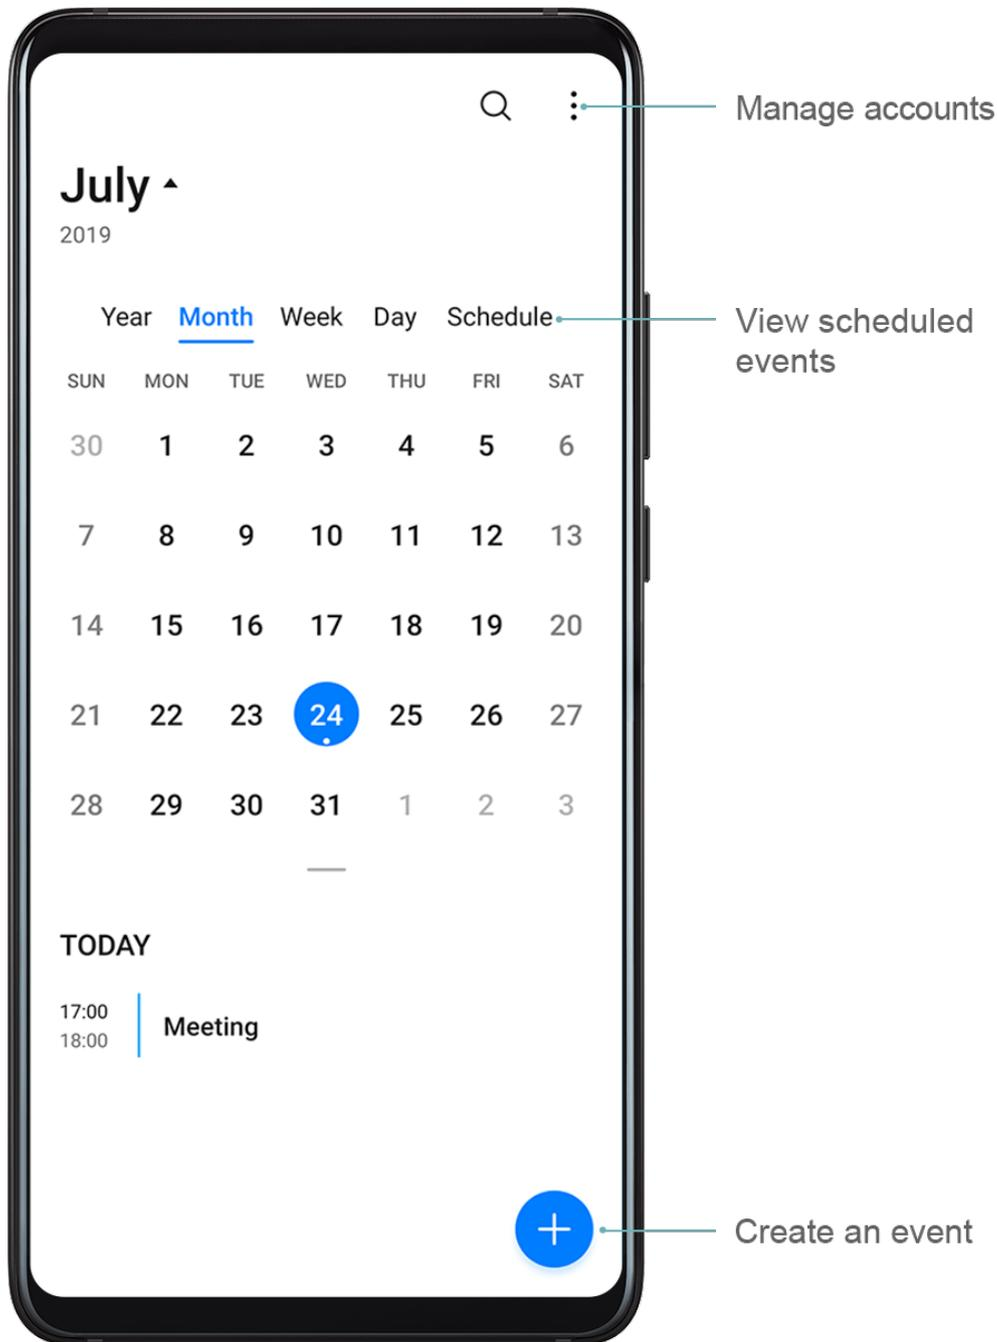 Manage accounts
July
2019
Year Month Week Day Schedule
View scheduled
events
SUN MON TUE WED THU FRI SAT
30 1 2 3 4 5 6
7 8 9 10 11 12 13
14 15 16 17 18 19 20
21 22 23 24 25 26 27
28 29 30 31 1 2 3
TODAY
17:00
18:00
Meeting
Create an event